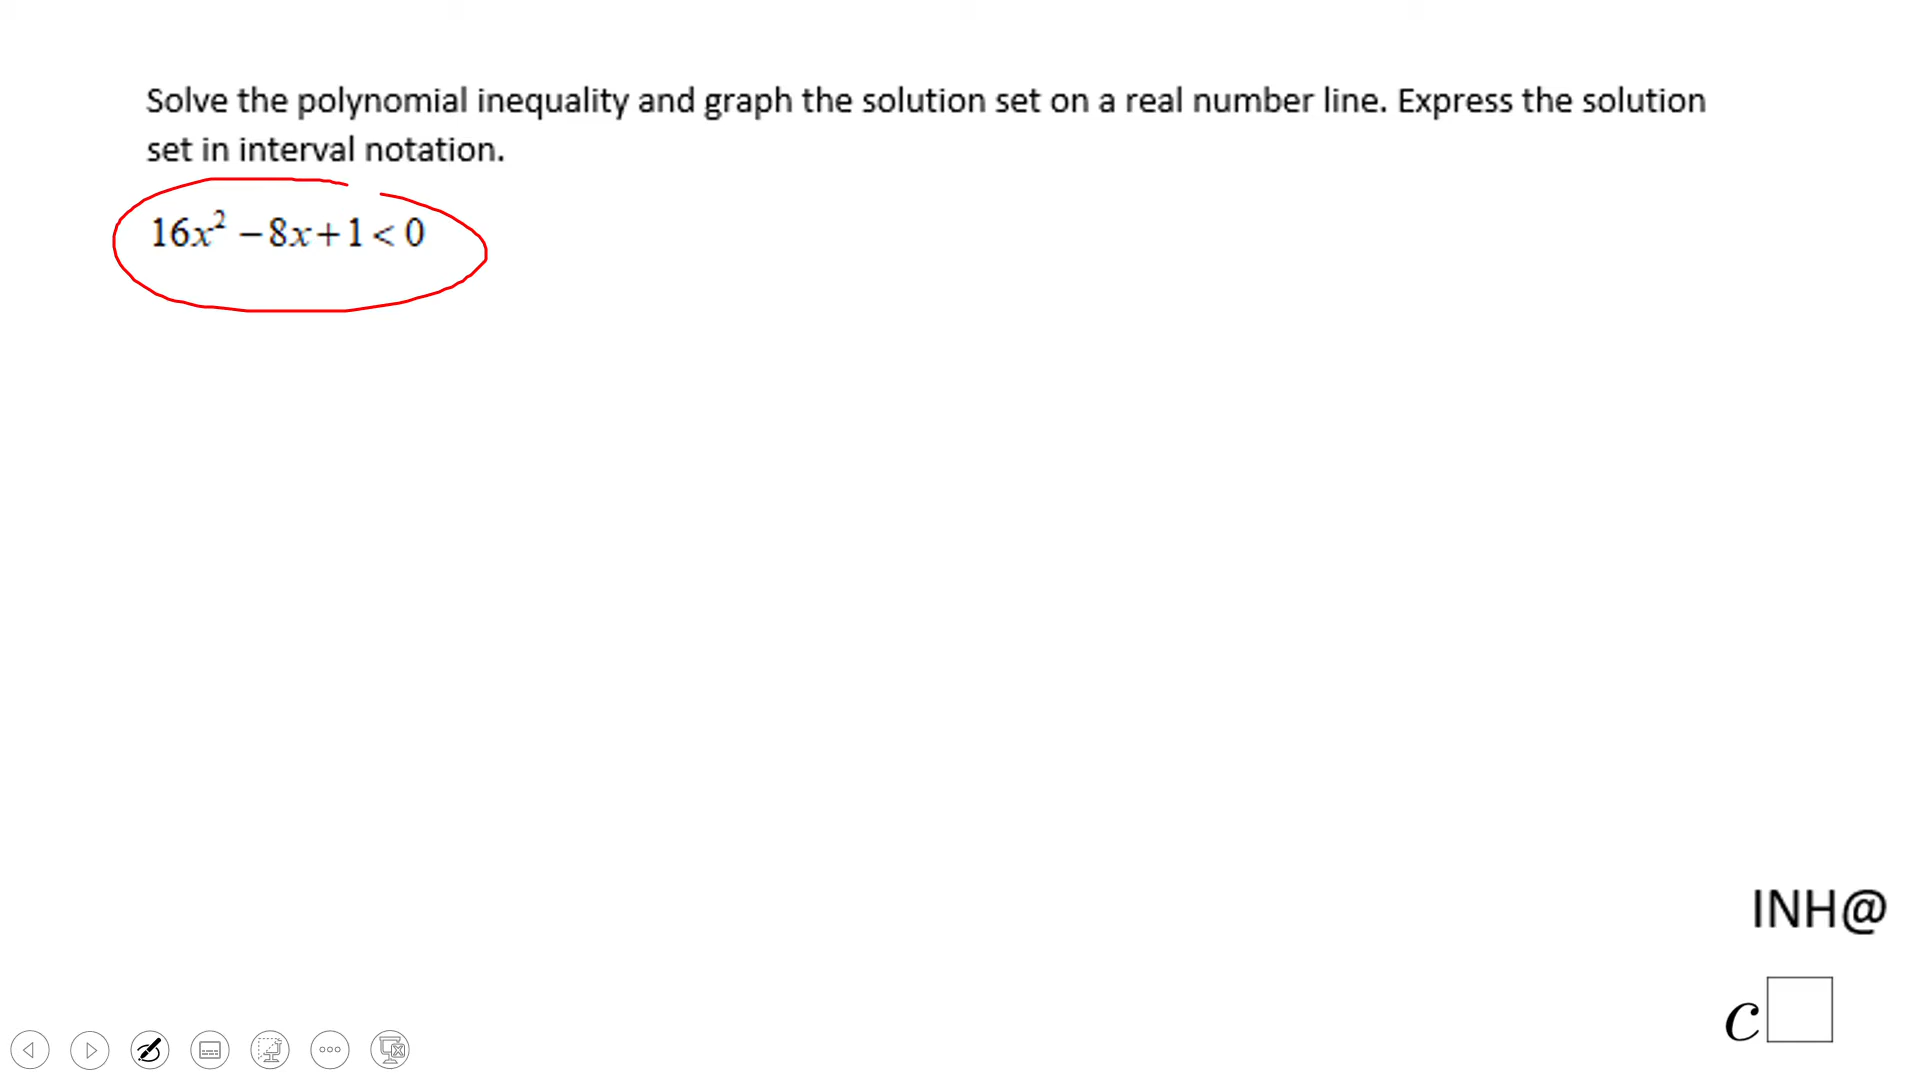 Solve the polynomial inequality and graph the solution set on a real number line. Express the solution
set in interval notation.
16x² − 8x + 1 < 0
INH@
c